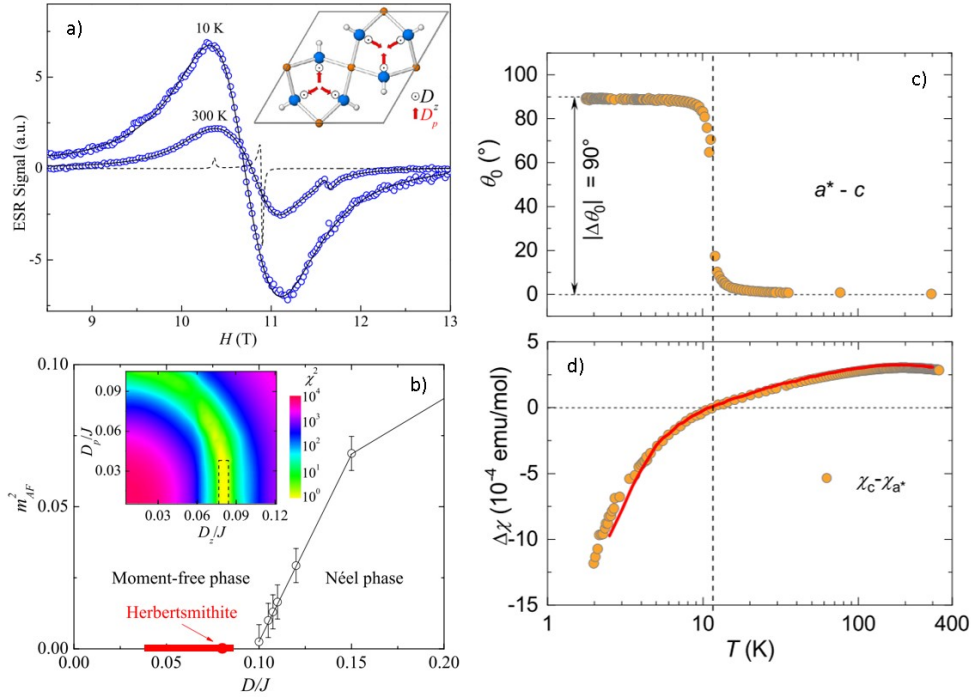 a)
10 K
300 K
ESR Signal (a.u.)
5
0
-5
9
10
11
12
13
H (T)
D_z
D_p
b)
0.10
0.05
0.00
m²_AF
0.00
0.05
0.10
0.15
0.20
D/J
D_p/J
0.09
0.06
0.03
0.03
0.06
0.09
0.12
D_z/J
χ²
10⁴
10³
10²
10¹
10⁰
Moment-free phase
Néel phase
Herbertsmithite
c)
100
80
60
40
20
0
θ₀ (°)
|Δθ₀| = 90°
a* - c
d)
5
0
-5
-10
-15
Δχ (10⁻⁴ emu/mol)
χ_c-χ_a*
1
10
100
400
T (K)